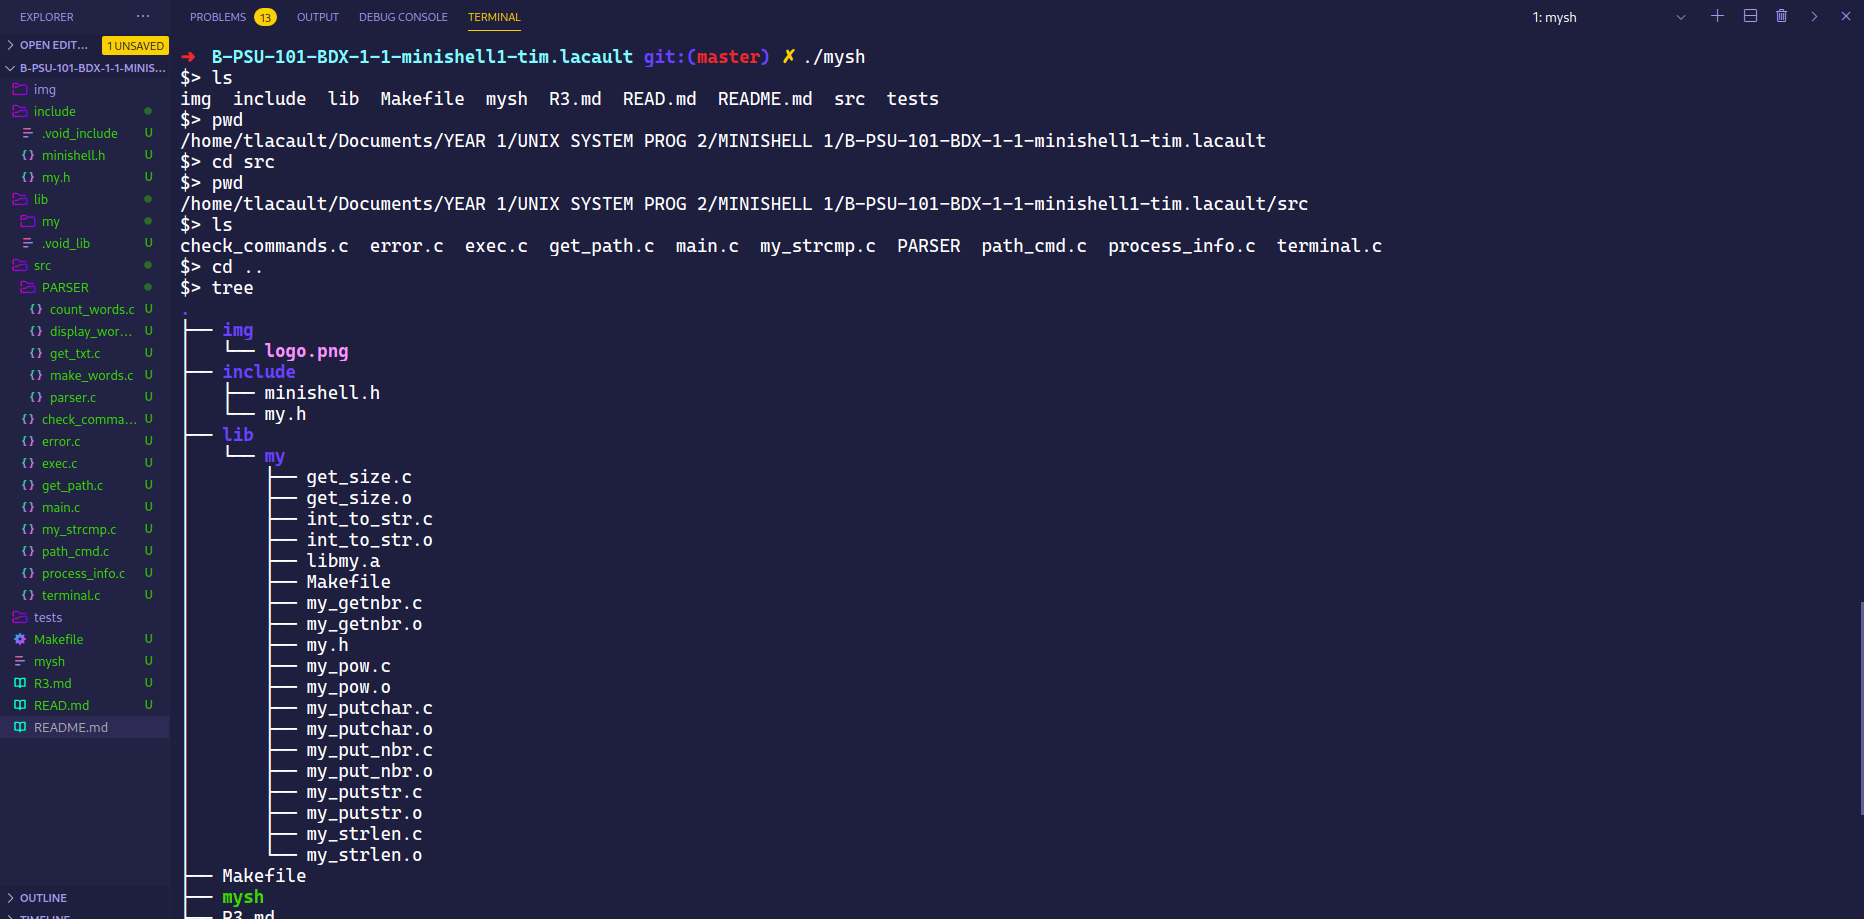 EXPLORER ···
OPEN EDIT... 1 UNSAVED
B-PSU-101-BDX-1-1-MINIS...
img
include
.void_include U
minishell.h U
my.h U
lib
my
.void_lib U
src
PARSER
count_words.c U
display_wor... U
get_txt.c U
make_words.c U
parser.c U
check_comma... U
error.c U
exec.c U
get_path.c U
main.c U
my_strcmp.c U
path_cmd.c U
process_info.c U
terminal.c U
tests
Makefile U
mysh U
R3.md U
READ.md U
README.md
OUTLINE
TIMELINE
PROBLEMS 13 OUTPUT DEBUG CONSOLE TERMINAL 1: mysh
➜ B-PSU-101-BDX-1-1-minishell1-tim.lacault git:(master) ✗ ./mysh
$> ls
img include lib Makefile mysh R3.md READ.md README.md src tests
$> pwd
/home/tlacault/Documents/YEAR 1/UNIX SYSTEM PROG 2/MINISHELL 1/B-PSU-101-BDX-1-1-minishell1-tim.lacault
$> cd src
$> pwd
/home/tlacault/Documents/YEAR 1/UNIX SYSTEM PROG 2/MINISHELL 1/B-PSU-101-BDX-1-1-minishell1-tim.lacault/src
$> ls
check_commands.c error.c exec.c get_path.c main.c my_strcmp.c PARSER path_cmd.c process_info.c terminal.c
$> cd ..
$> tree
.
├── img
│   └── logo.png
├── include
│   ├── minishell.h
│   └── my.h
├── lib
│   └── my
│       ├── get_size.c
│       ├── get_size.o
│       ├── int_to_str.c
│       ├── int_to_str.o
│       ├── libmy.a
│       ├── Makefile
│       ├── my_getnbr.c
│       ├── my_getnbr.o
│       ├── my.h
│       ├── my_pow.c
│       ├── my_pow.o
│       ├── my_putchar.c
│       ├── my_putchar.o
│       ├── my_put_nbr.c
│       ├── my_put_nbr.o
│       ├── my_putstr.c
│       ├── my_putstr.o
│       ├── my_strlen.c
│       └── my_strlen.o
├── Makefile
├── mysh
├── R3.md